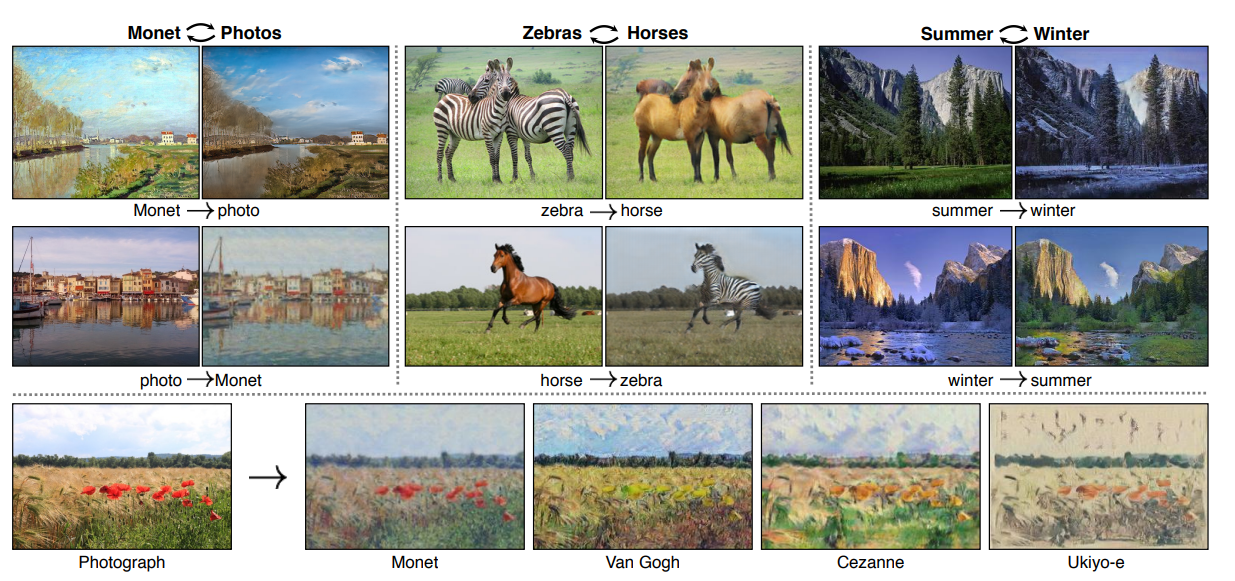 Monet ⇄ Photos
Zebras ⇄ Horses
Summer ⇄ Winter
Monet → photo
zebra → horse
summer → winter
photo → Monet
horse → zebra
winter → summer
Photograph
→
Monet
Van Gogh
Cezanne
Ukiyo-e